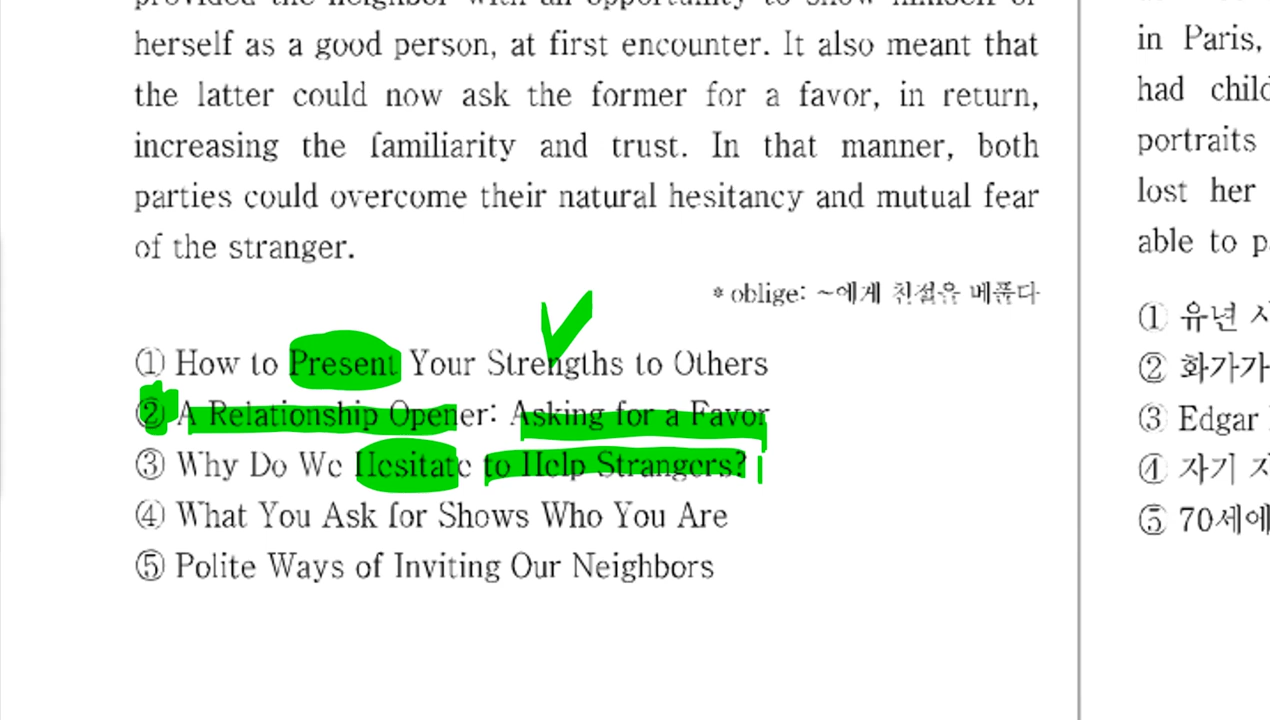 herself as a good person, at first encounter. It also meant that
the latter could now ask the former for a favor, in return,
increasing the familiarity and trust. In that manner, both
parties could overcome their natural hesitancy and mutual fear
of the stranger.
* oblige: ~에게 친절을 베풀다
① How to Present Your Strengths to Others
② A Relationship Opener: Asking for a Favor
③ Why Do We Hesitate to Help Strangers?
④ What You Ask for Shows Who You Are
⑤ Polite Ways of Inviting Our Neighbors
in Paris,
had
portraits
lost her
able to
① 유년
② 화가가
③ Edgar
④ 자기
⑤ 70세에